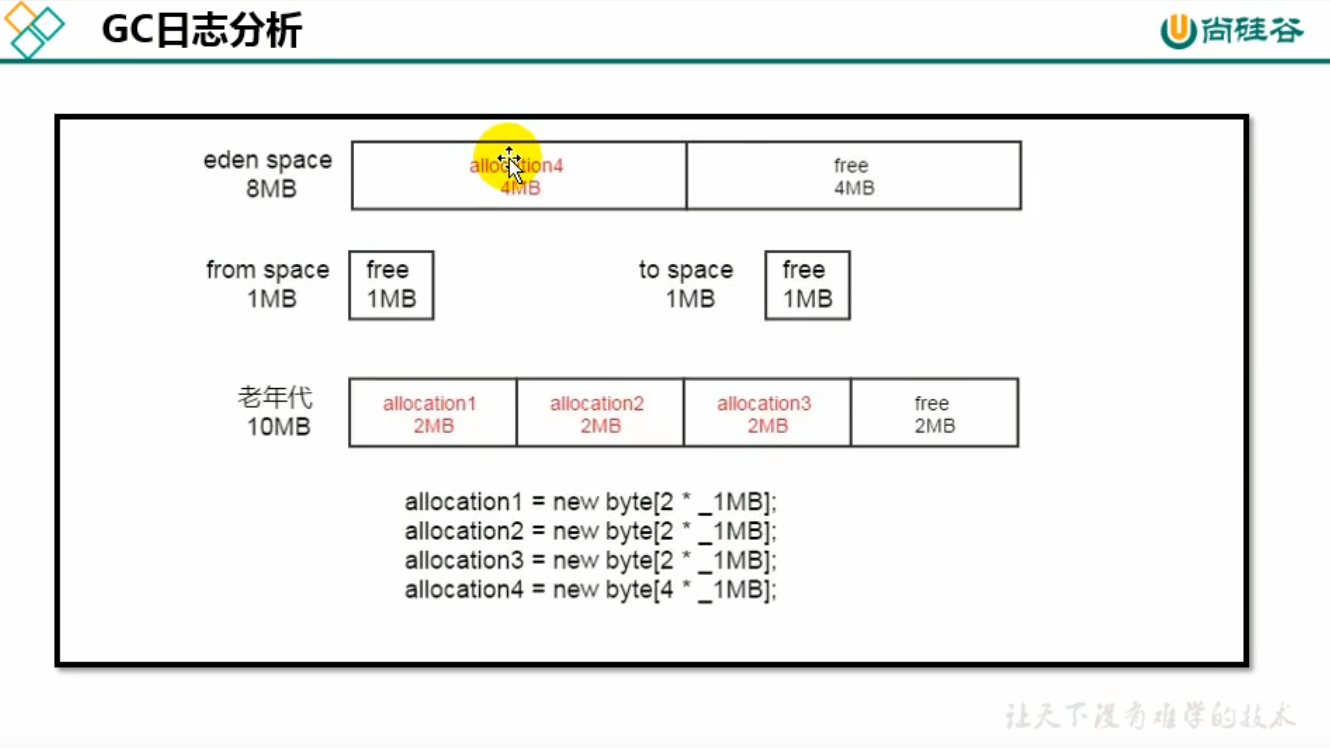 GC日志分析
尚硅谷
eden space
8MB
allocation4
4MB
free
4MB
from space
1MB
free
1MB
to space
1MB
free
1MB
老年代
10MB
allocation1
2MB
allocation2
2MB
allocation3
2MB
free
2MB
allocation1 = new byte[2 * _1MB];
allocation2 = new byte[2 * _1MB];
allocation3 = new byte[2 * _1MB];
allocation4 = new byte[4 * _1MB];
让天下没有难学的技术